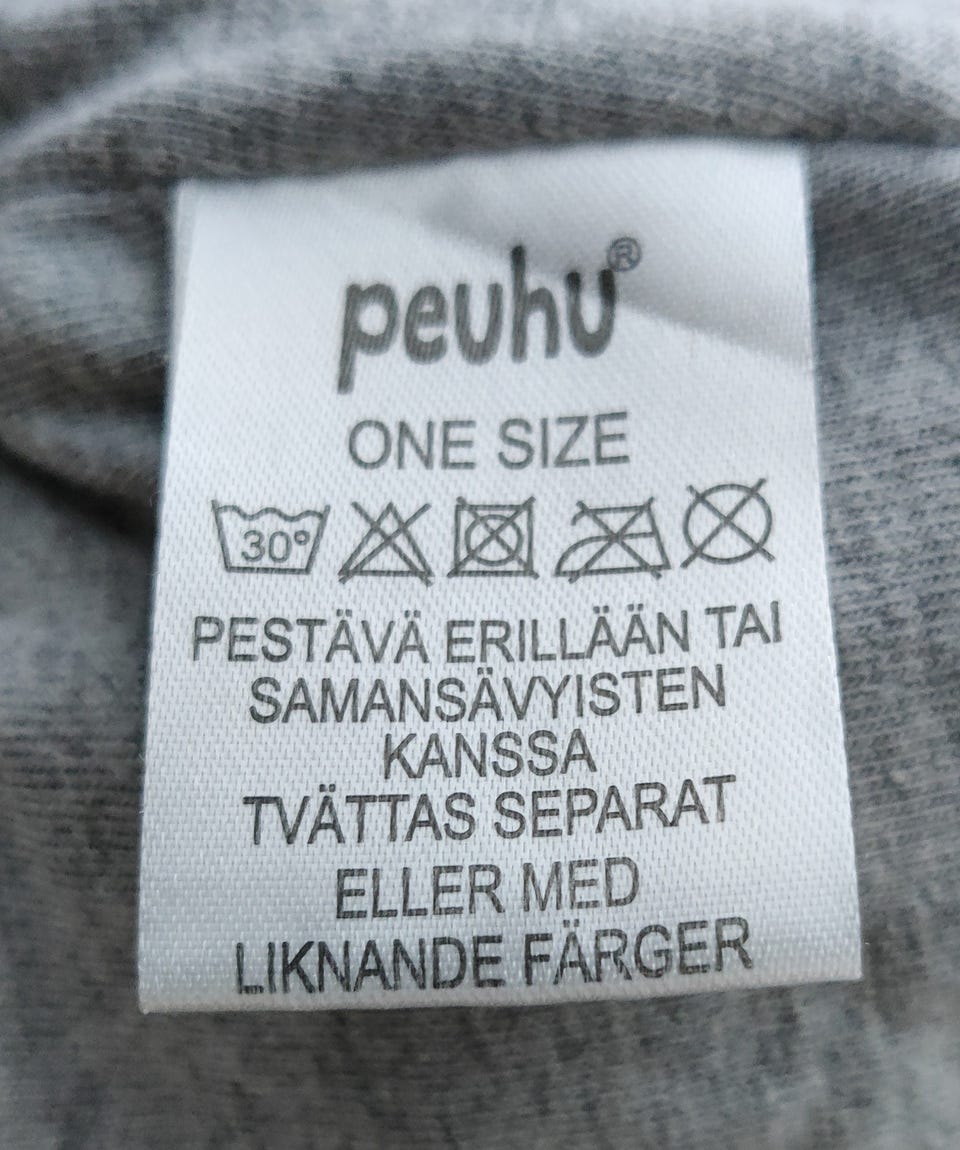 peuhu®
ONE SIZE
30°
PESTÄVÄ ERILLÄÄN TAI
SAMANSÄVYISTEN
KANSSA
TVÄTTAS SEPARAT
ELLER MED
LIKNANDE FÄRGER